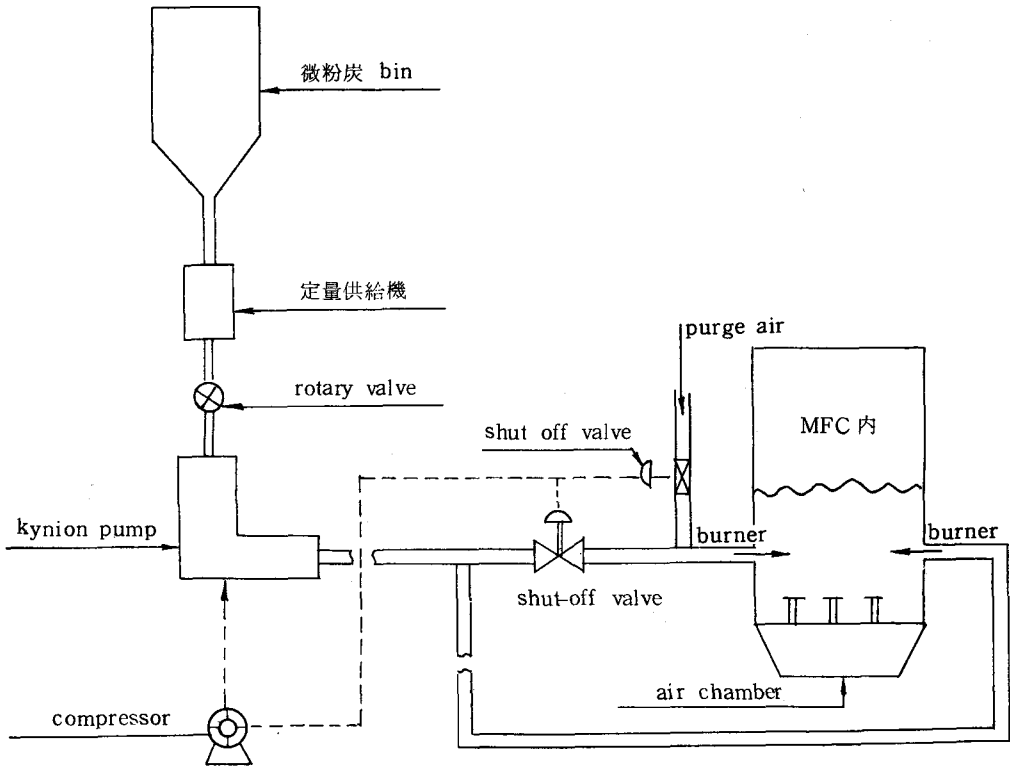 微粉炭 bin
定量供給機
purge air
rotary valve
shut off valve
MFC 内
kynion pump
burner
burner
shut-off valve
air chamber
compressor